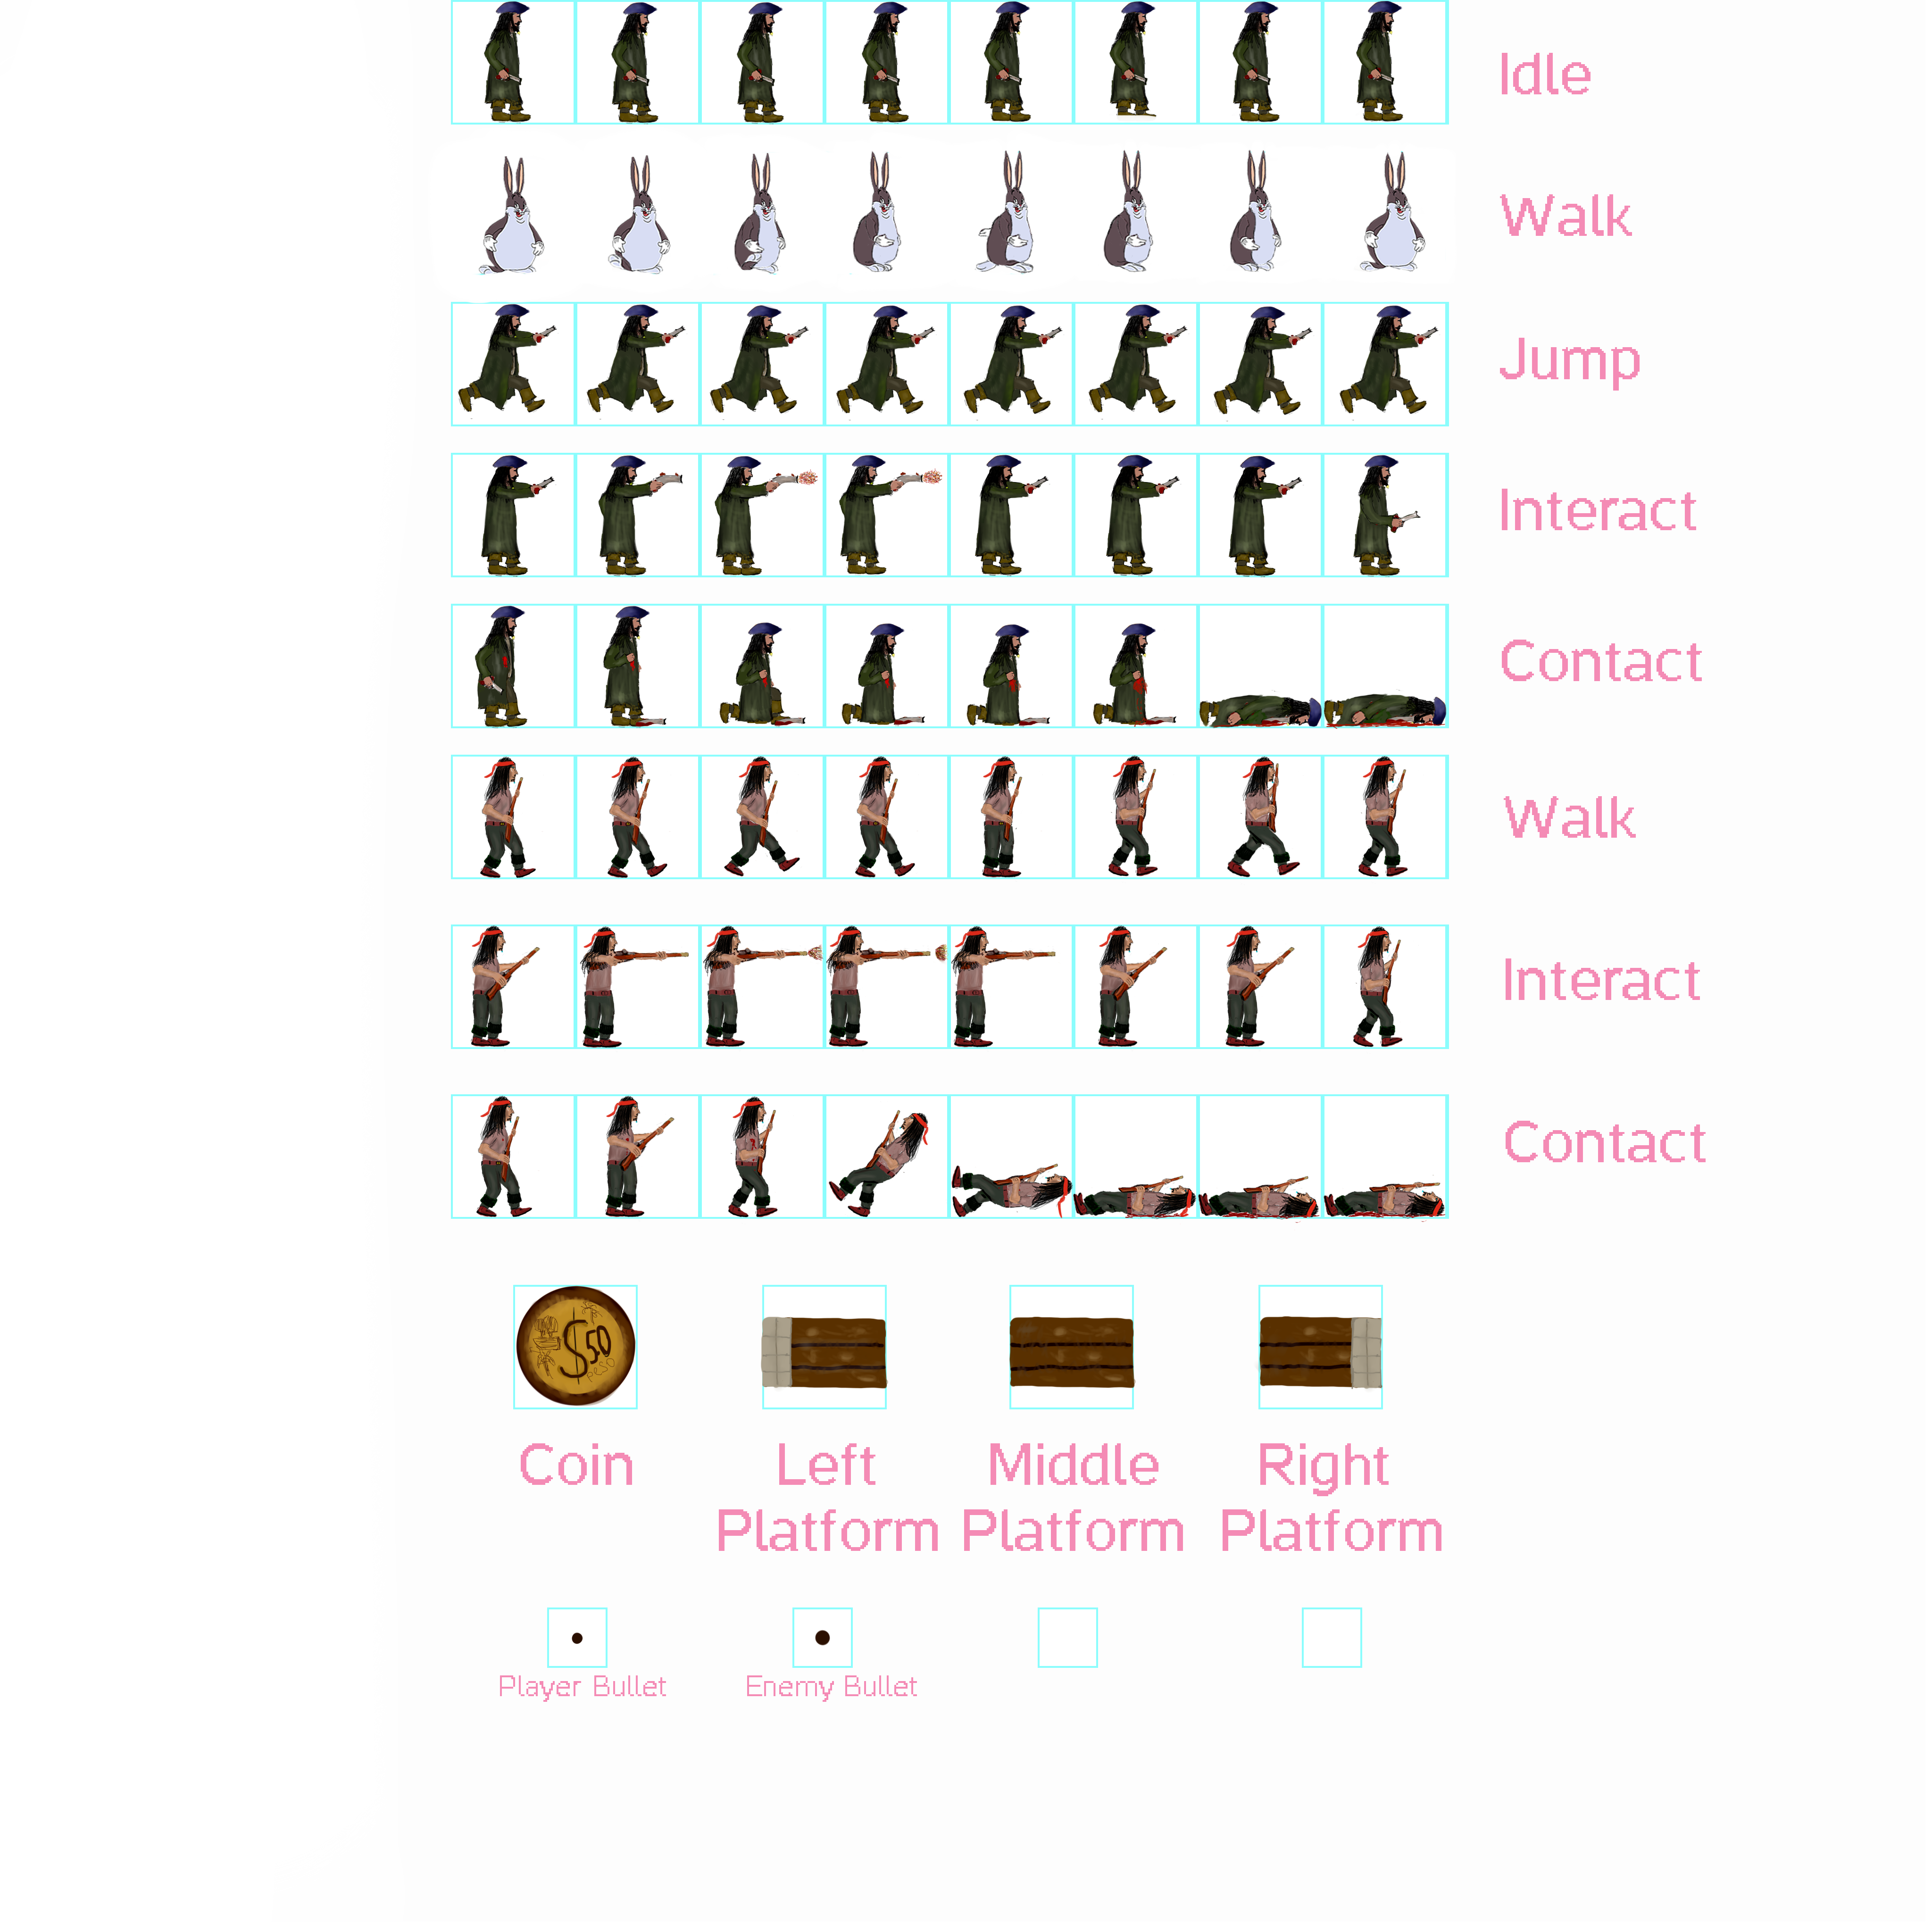 Idle
Walk
Jump
Interact
Contact
Walk
Interact
Contact
$50
peso
Coin
Left
Platform
Middle
Platform
Right
Platform
Player Bullet
Enemy Bullet